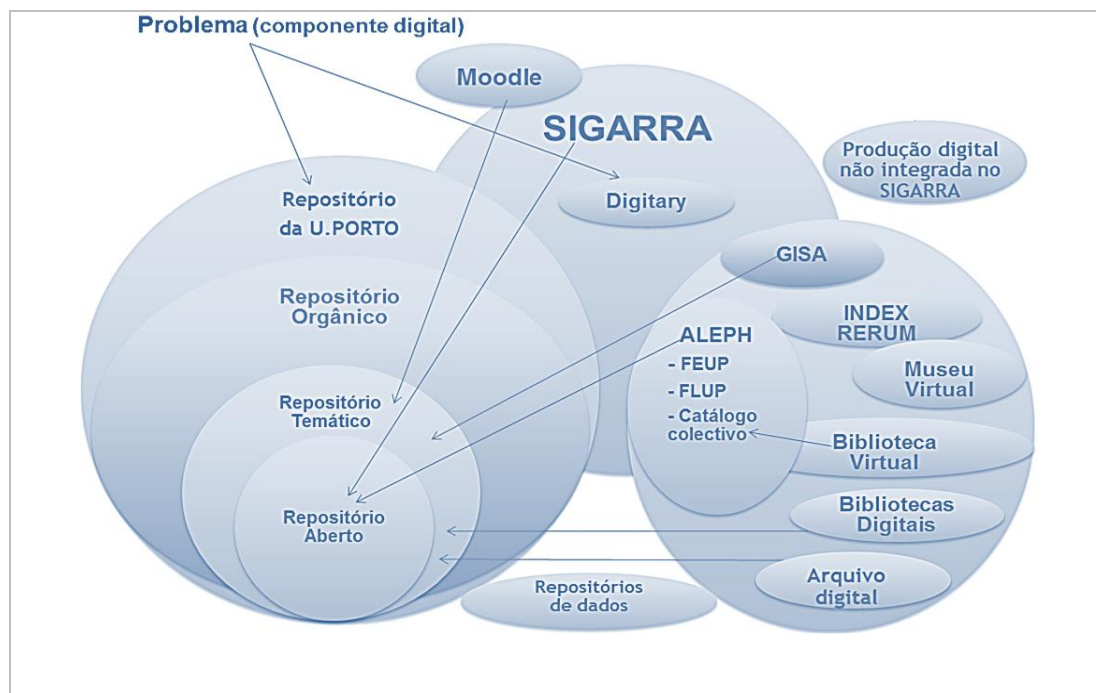 Problema (componente digital)
Moodle
SIGARRA
Produção digital
não integrada no
SIGARRA
Repositório
da U.PORTO
Digitary
GISA
Repositório
Orgânico
INDEX
RERUM
ALEPH
- FEUP
- FLUP
- Catálogo
colectivo
Museu
Virtual
Repositório
Temático
Biblioteca
Virtual
Bibliotecas
Digitais
Repositório
Aberto
Arquivo
digital
Repositórios
de dados